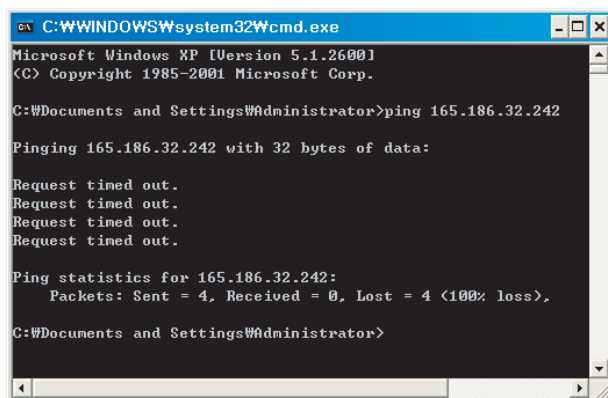 C:₩WINDOWS₩system32₩cmd.exe
Microsoft Windows XP [Version 5.1.2600]
(C) Copyright 1985-2001 Microsoft Corp.
C:₩Documents and Settings₩Administrator>ping 165.186.32.242
Pinging 165.186.32.242 with 32 bytes of data:
Request timed out.
Request timed out.
Request timed out.
Request timed out.
Ping statistics for 165.186.32.242:
Packets: Sent = 4, Received = 0, Lost = 4 (100% loss),
C:₩Documents and Settings₩Administrator>